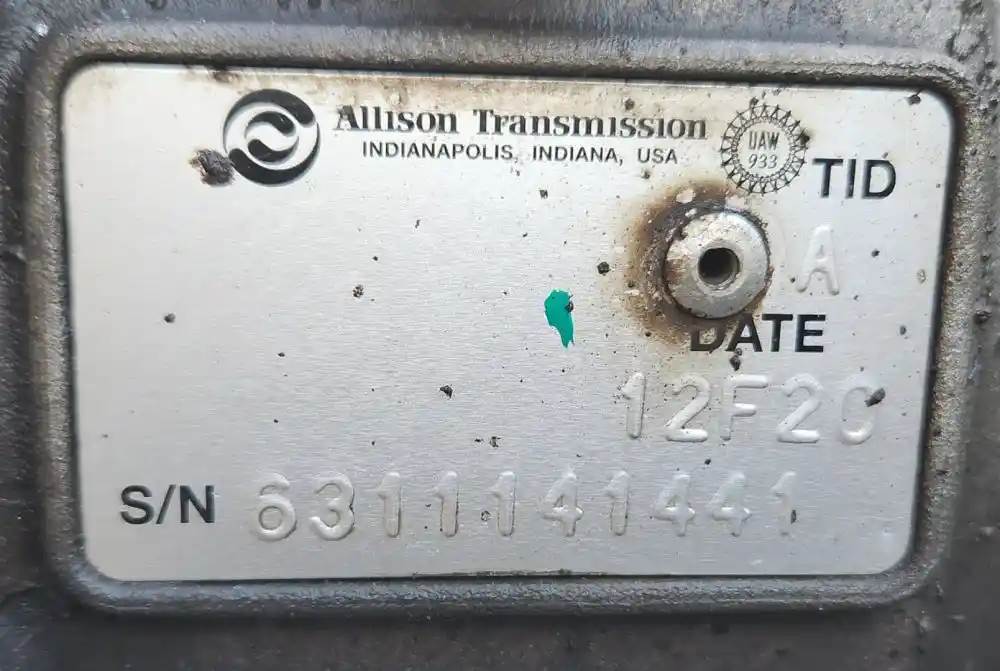 Allison Transmission
INDIANAPOLIS, INDIANA, USA
UAW
933
TID
A
DATE
12F20
S/N 6311141441